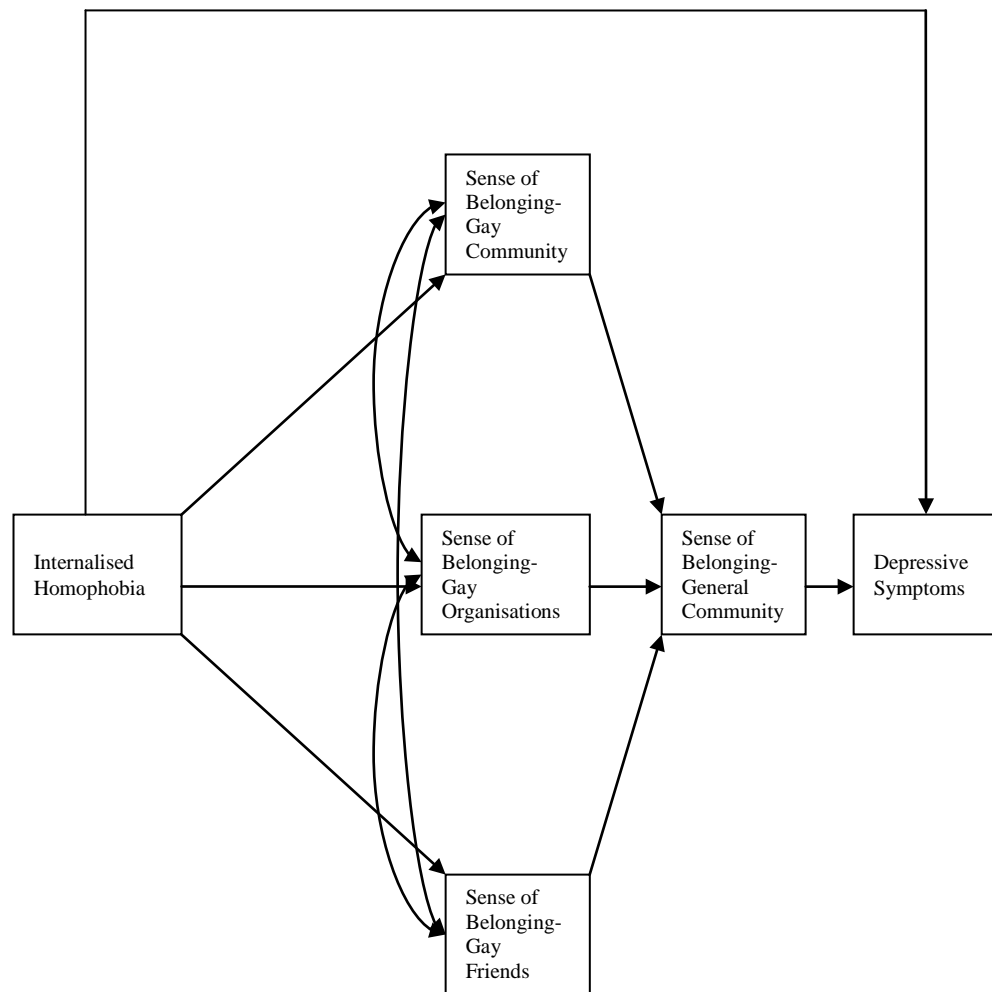 Sense of
Belonging-
Gay
Community
Internalised
Homophobia
Sense of
Belonging-
Gay
Organisations
Sense of
Belonging-
General
Community
Depressive
Symptoms
Sense of
Belonging-
Gay
Friends